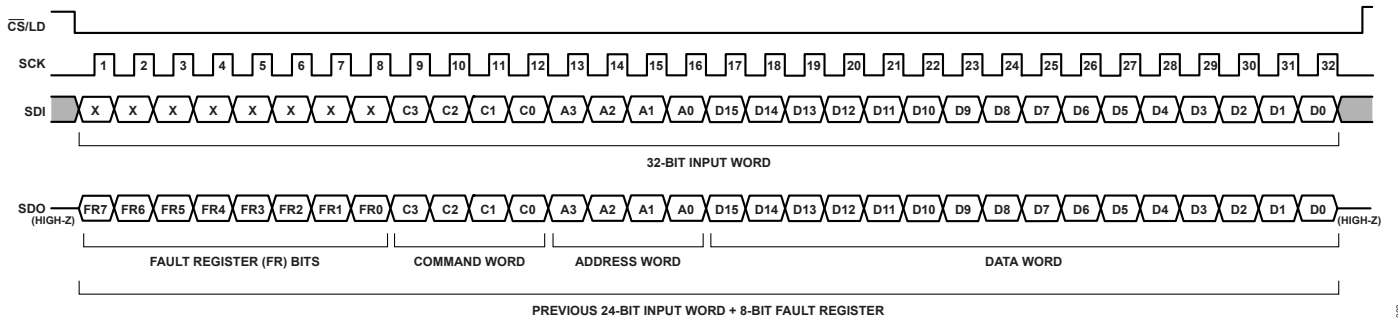 CS/LD
SCK 1 2 3 4 5 6 7 8 9 10 11 12 13 14 15 16 17 18 19 20 21 22 23 24 25 26 27 28 29 30 31 32
SDI X X X X X X X X C3 C2 C1 C0 A3 A2 A1 A0 D15 D14 D13 D12 D11 D10 D9 D8 D7 D6 D5 D4 D3 D2 D1 D0
32-BIT INPUT WORD
SDO FR7 FR6 FR5 FR4 FR3 FR2 FR1 FR0 C3 C2 C1 C0 A3 A2 A1 A0 D15 D14 D13 D12 D11 D10 D9 D8 D7 D6 D5 D4 D3 D2 D1 D0
(HIGH-Z) (HIGH-Z)
FAULT REGISTER (FR) BITS COMMAND WORD ADDRESS WORD DATA WORD
PREVIOUS 24-BIT INPUT WORD + 8-BIT FAULT REGISTER